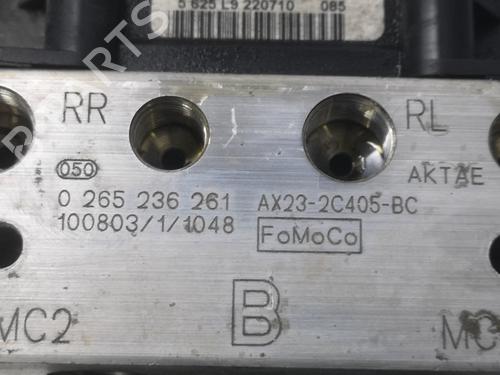 5 625 L9 220710 085
RR RL
050 AKTAE
0 265 236 261 AX23-2C405-BC
100803/1/1048 FoMoCo
MC2 B MC
PARTS